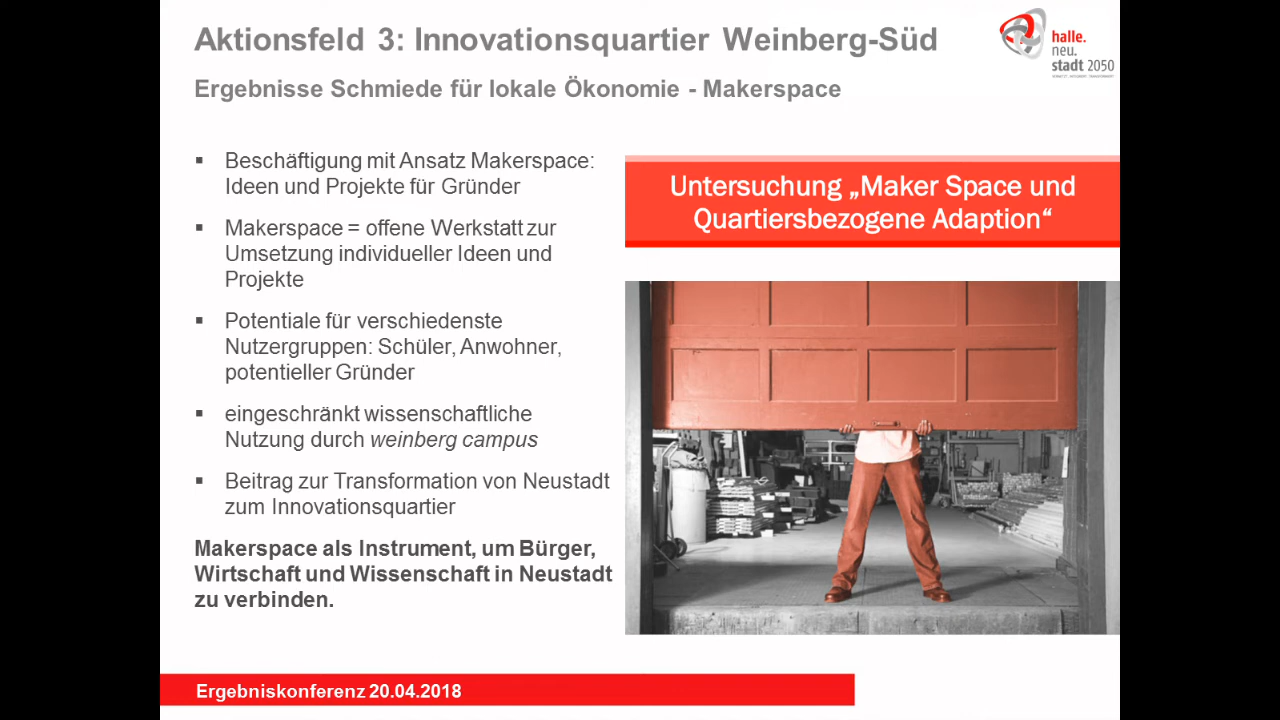 Aktionsfeld 3: Innovationsquartier Weinberg-Süd
Ergebnisse Schmiede für lokale Ökonomie - Makerspace
halle.
neu.
stadt 2050
▪ Beschäftigung mit Ansatz Makerspace:
Ideen und Projekte für Gründer
▪ Makerspace = offene Werkstatt zur
Umsetzung individueller Ideen und
Projekte
▪ Potentiale für verschiedenste
Nutzergruppen: Schüler, Anwohner,
potentieller Gründer
▪ eingeschränkt wissenschaftliche
Nutzung durch weinberg campus
▪ Beitrag zur Transformation von Neustadt
zum Innovationsquartier
Makerspace als Instrument, um Bürger,
Wirtschaft und Wissenschaft in Neustadt
zu verbinden.
Untersuchung „Maker Space und
Quartiersbezogene Adaption“
Ergebniskonferenz 20.04.2018